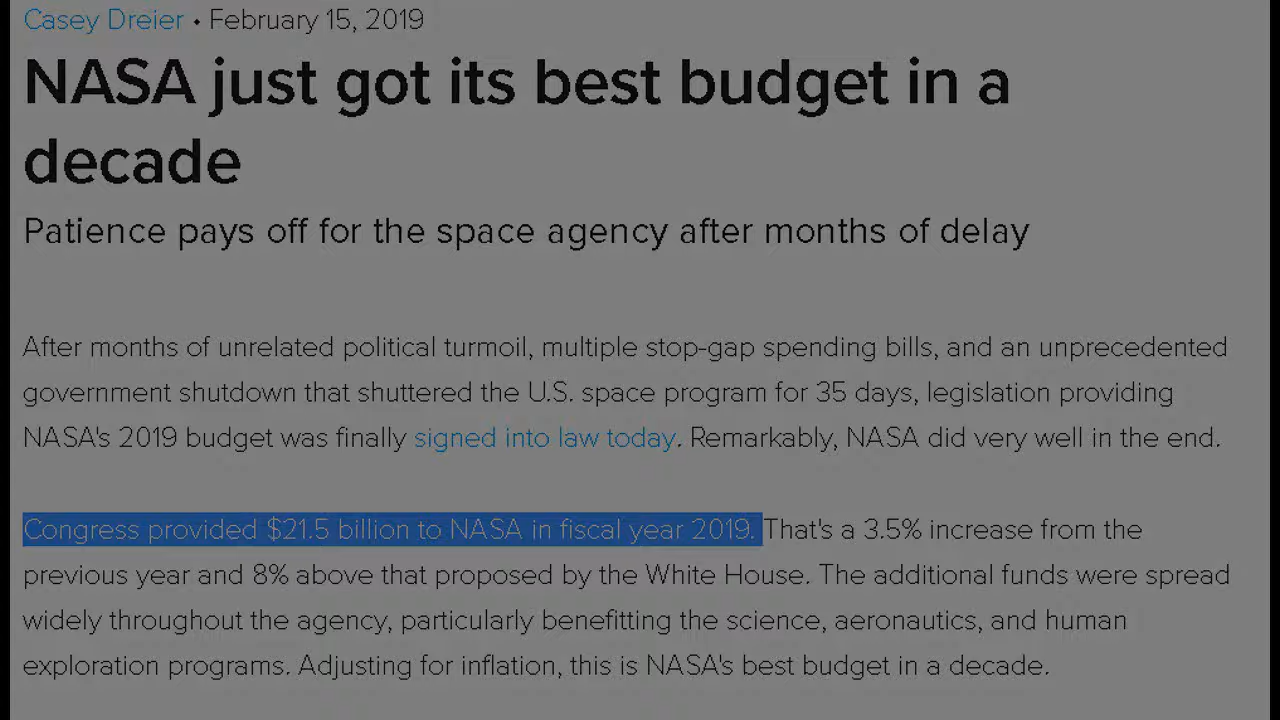 Casey Dreier • February 15, 2019
NASA just got its best budget in a
decade
Patience pays off for the space agency after months of delay
After months of unrelated political turmoil, multiple stop-gap spending bills, and an unprecedented
government shutdown that shuttered the U.S. space program for 35 days, legislation providing
NASA's 2019 budget was finally signed into law today. Remarkably, NASA did very well in the end.
Congress provided $21.5 billion to NASA in fiscal year 2019. That's a 3.5% increase from the
previous year and 8% above that proposed by the White House. The additional funds were spread
widely throughout the agency, particularly benefitting the science, aeronautics, and human
exploration programs. Adjusting for inflation, this is NASA's best budget in a decade.